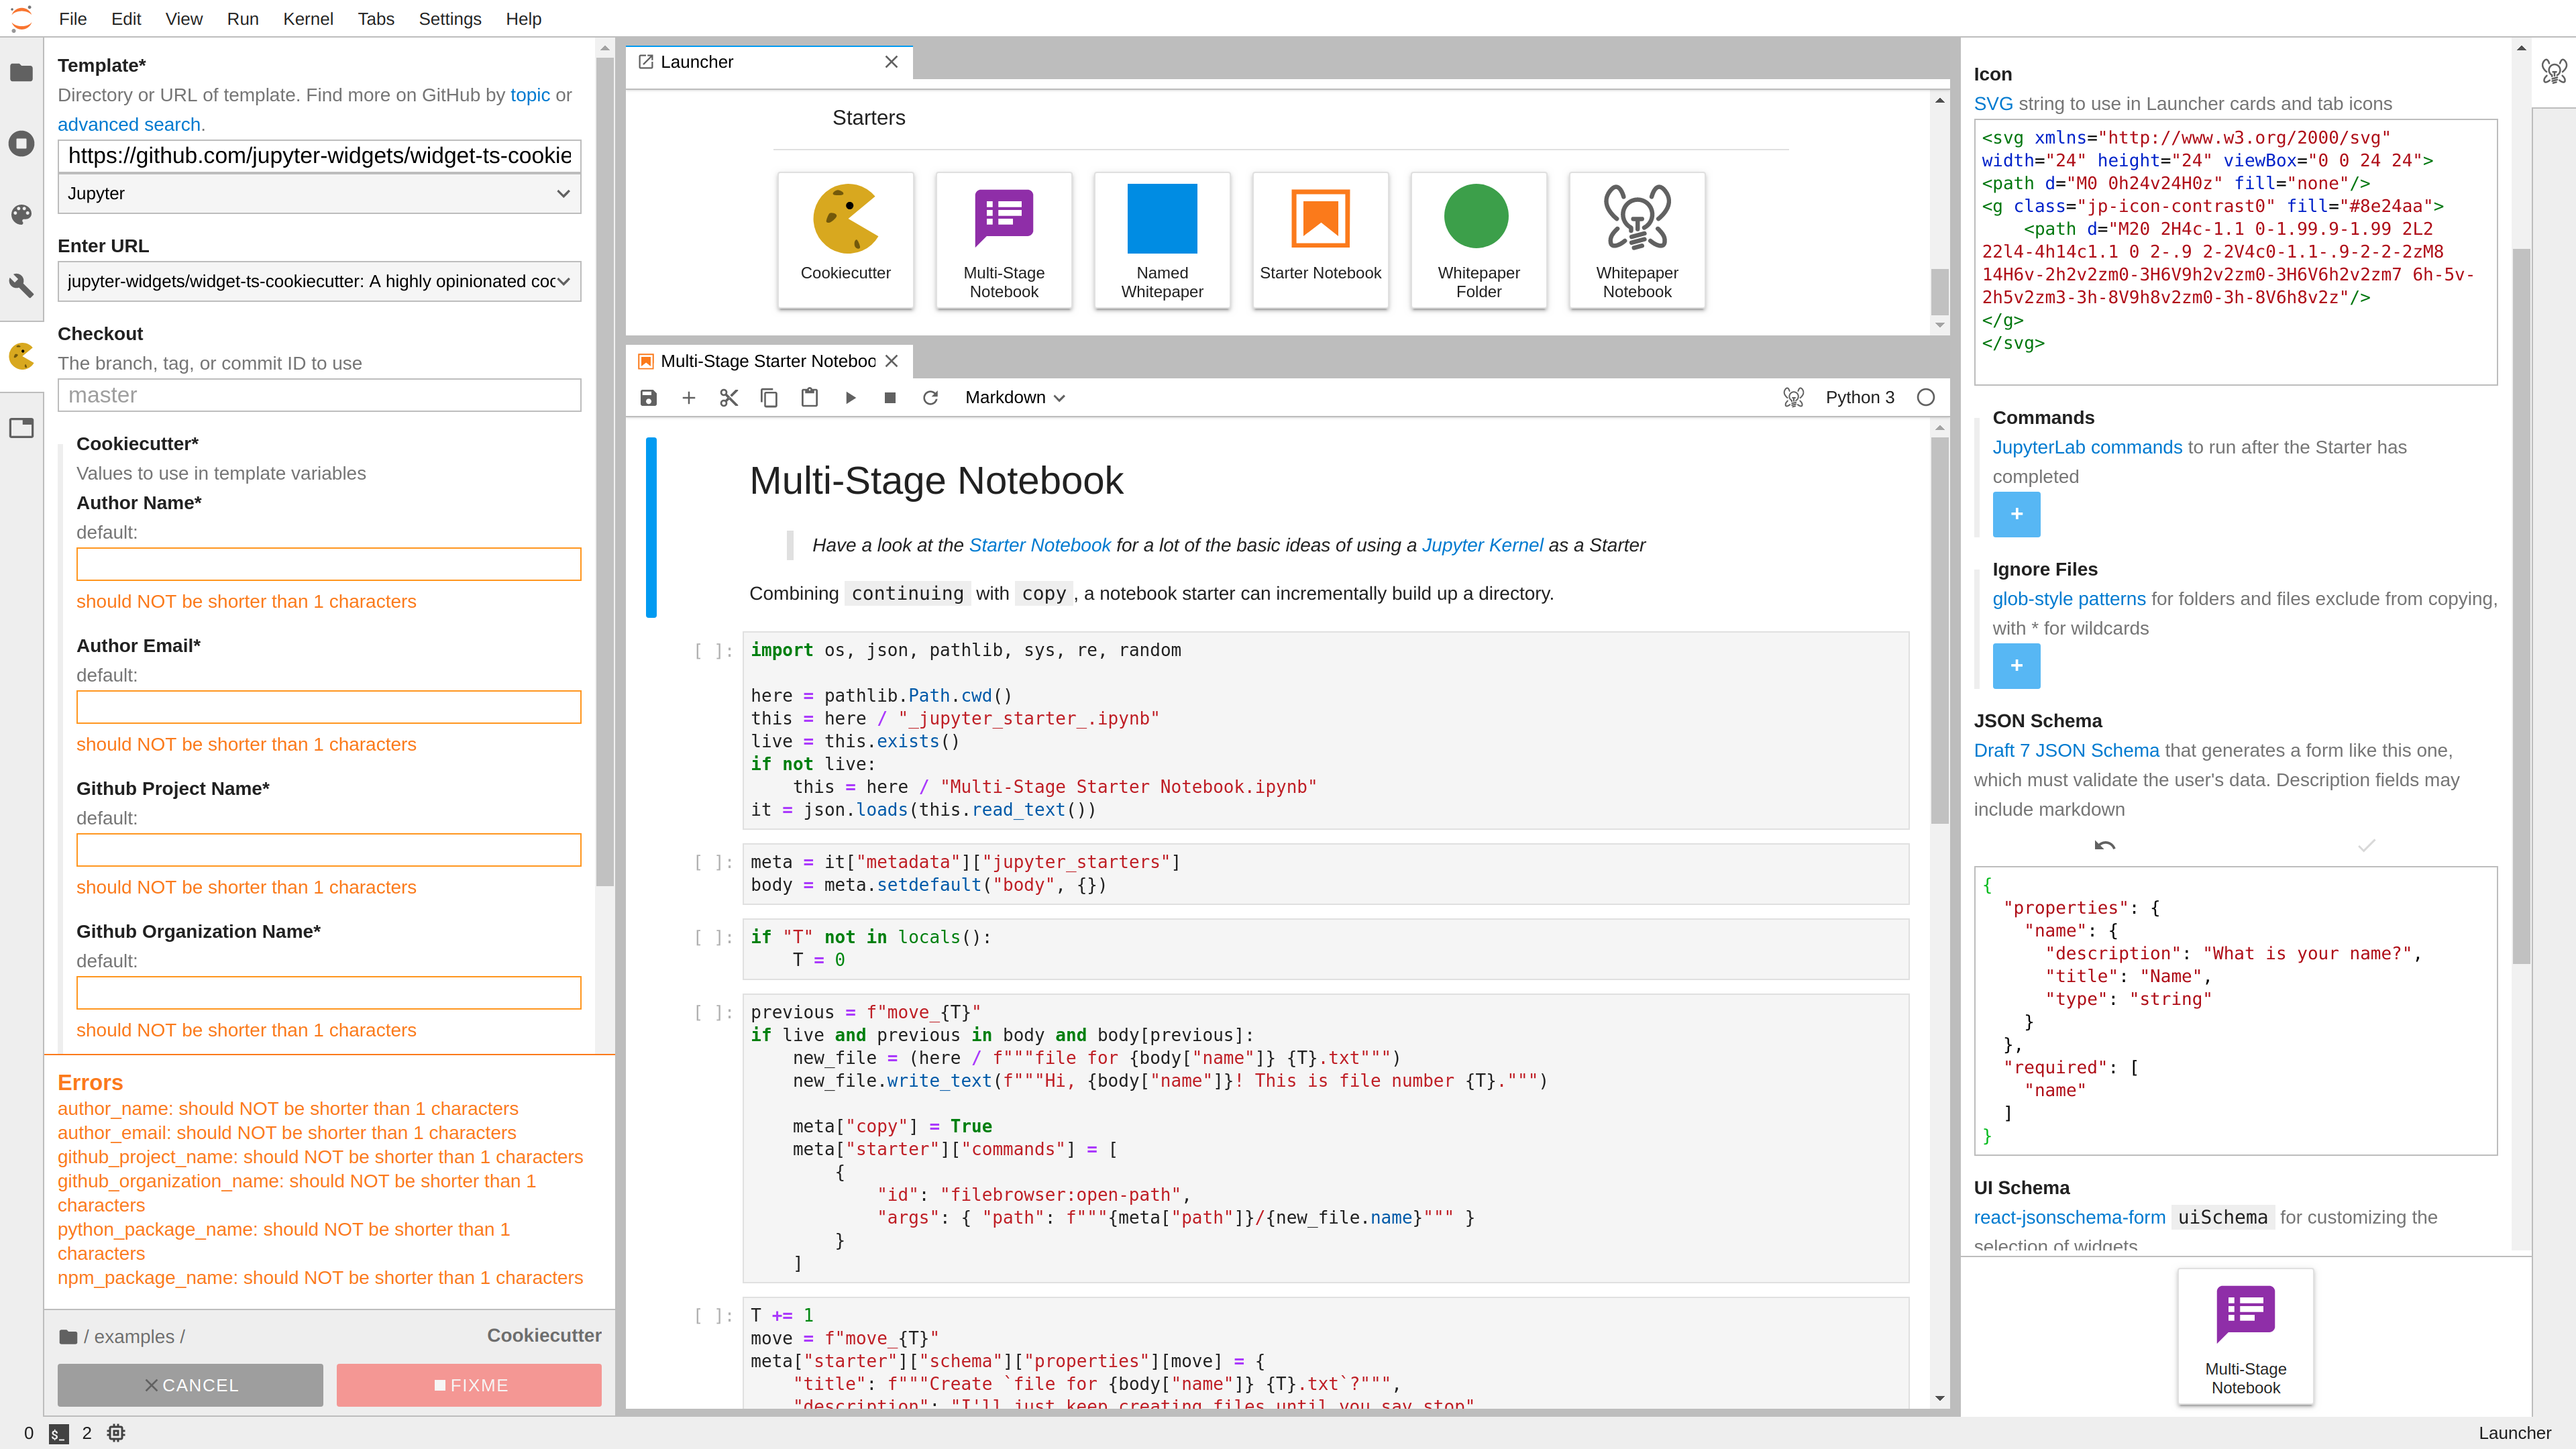 File Edit View Run Kernel Tabs Settings Help
Template*
Directory or URL of template. Find more on GitHub by topic or
advanced search.
https://github.com/jupyter-widgets/widget-ts-cookie
Jupyter
Enter URL
jupyter-widgets/widget-ts-cookiecutter: A highly opinionated coo
Checkout
The branch, tag, or commit ID to use
master
Cookiecutter*
Values to use in template variables
Author Name*
default:
should NOT be shorter than 1 characters
Author Email*
default:
should NOT be shorter than 1 characters
Github Project Name*
default:
should NOT be shorter than 1 characters
Github Organization Name*
default:
should NOT be shorter than 1 characters
Errors
author_name: should NOT be shorter than 1 characters
author_email: should NOT be shorter than 1 characters
github_project_name: should NOT be shorter than 1 characters
github_organization_name: should NOT be shorter than 1
characters
python_package_name: should NOT be shorter than 1
characters
npm_package_name: should NOT be shorter than 1 characters
/ examples /
Cookiecutter
CANCEL
FIXME
Launcher
Starters
Cookiecutter
Multi-Stage
Notebook
Named
Whitepaper
Starter Notebook
Whitepaper
Folder
Whitepaper
Notebook
Multi-Stage Starter Noteboo
Markdown
Python 3
Multi-Stage Notebook
Have a look at the Starter Notebook for a lot of the basic ideas of using a Jupyter Kernel as a Starter
Combining continuing with copy, a notebook starter can incrementally build up a directory.
[ ]: import os, json, pathlib, sys, re, random
here = pathlib.Path.cwd()
this = here / "_jupyter_starter_.ipynb"
live = this.exists()
if not live:
    this = here / "Multi-Stage Starter Notebook.ipynb"
it = json.loads(this.read_text())
[ ]: meta = it["metadata"]["jupyter_starters"]
body = meta.setdefault("body", {})
[ ]: if "T" not in locals():
    T = 0
[ ]: previous = f"move_{T}"
if live and previous in body and body[previous]:
    new_file = (here / f"""file for {body["name"]} {T}.txt""")
    new_file.write_text(f"""Hi, {body["name"]}! This is file number {T}.""")
    meta["copy"] = True
    meta["starter"]["commands"] = [
        {
            "id": "filebrowser:open-path",
            "args": { "path": f"""{meta["path"]}/{new_file.name}""" }
        }
    ]
[ ]: T += 1
move = f"move_{T}"
meta["starter"]["schema"]["properties"][move] = {
    "title": f"""Create `file for {body["name"]} {T}.txt`?""",
    "description": "I'll just keep creating files until you say stop"
Icon
SVG string to use in Launcher cards and tab icons
<svg xmlns="http://www.w3.org/2000/svg"
width="24" height="24" viewBox="0 0 24 24">
<path d="M0 0h24v24H0z" fill="none"/>
<g class="jp-icon-contrast0" fill="#8e24aa">
    <path d="M20 2H4c-1.1 0-1.99.9-1.99 2L2
22l4-4h14c1.1 0 2-.9 2-2V4c0-1.1-.9-2-2-2zM8
14H6v-2h2v2zm0-3H6V9h2v2zm0-3H6V6h2v2zm7 6h-5v-
2h5v2zm3-3h-8V9h8v2zm0-3h-8V6h8v2z"/>
</g>
</svg>
Commands
JupyterLab commands to run after the Starter has
completed
+
Ignore Files
glob-style patterns for folders and files exclude from copying,
with * for wildcards
+
JSON Schema
Draft 7 JSON Schema that generates a form like this one,
which must validate the user's data. Description fields may
include markdown
{
  "properties": {
    "name": {
      "description": "What is your name?",
      "title": "Name",
      "type": "string"
    }
  },
  "required": [
    "name"
  ]
}
UI Schema
react-jsonschema-form uiSchema for customizing the
selection of widgets
Multi-Stage
Notebook
0 $_ 2
Launcher